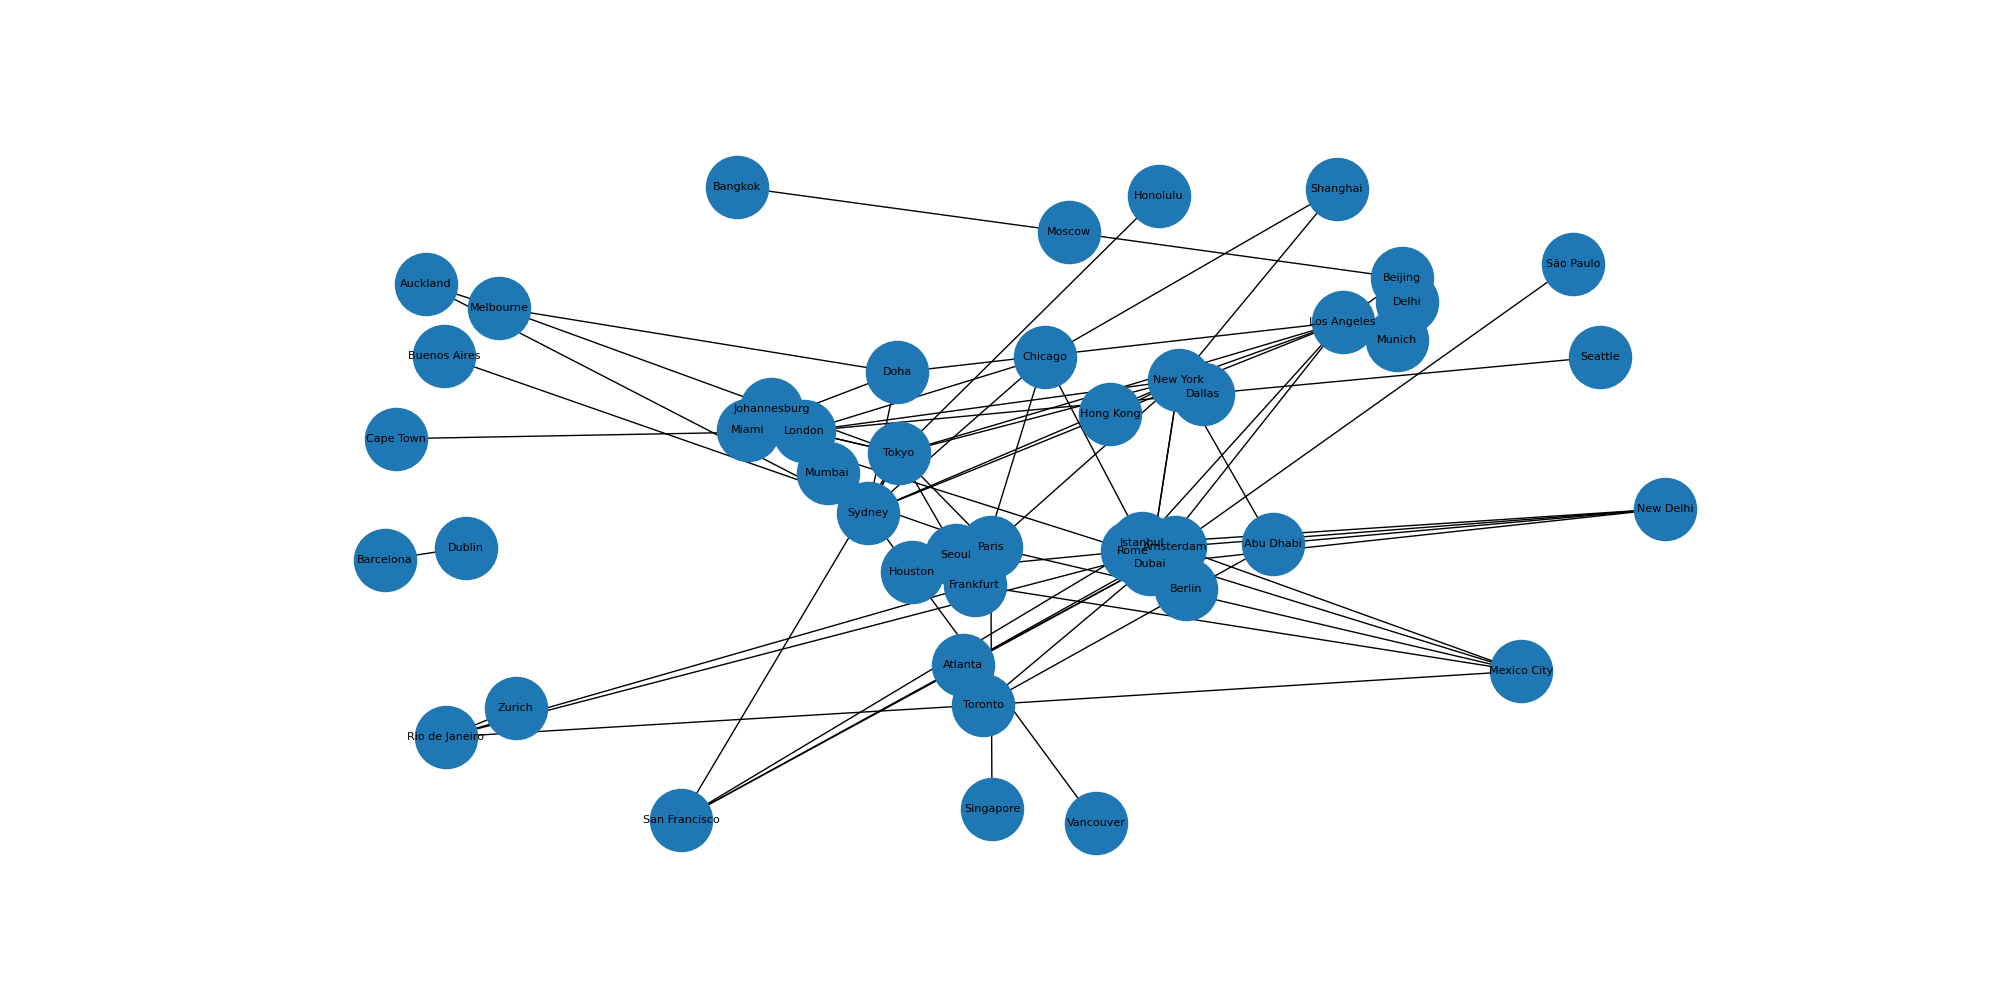 Bangkok
Honolulu
Shanghai
Moscow
São Paulo
Beijing
Auckland
Delhi
Melbourne
Los Angeles
Munich
Buenos Aires
Chicago
Seattle
Doha
New York
Dallas
Johannesburg
Hong Kong
Miami
London
Cape Town
Tokyo
Mumbai
Sydney
New Delhi
Istanbul
Abu Dhabi
Dublin
Paris
Amsterdam
Rome
Seoul
Barcelona
Dubai
Houston
Frankfurt
Berlin
Atlanta
Mexico City
Toronto
Zurich
Rio de Janeiro
Singapore
San Francisco
Vancouver